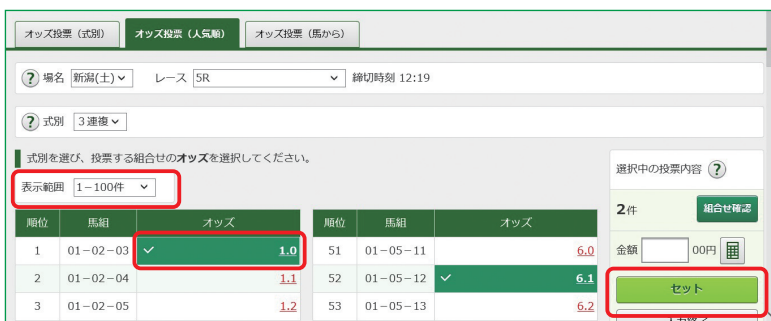 オッズ投票（式別） オッズ投票（人気順） オッズ投票（馬から）
? 場名 新潟(土) レース 5R 締切時刻 12:19
? 式別 3連複
式別を選び、投票する組合せのオッズを選択してください。
表示範囲 1－100件
順位 馬組 オッズ 順位 馬組 オッズ
1 01－02－03 1.0 51 01－05－11 6.0
2 01－02－04 1.1 52 01－05－12 6.1
3 01－02－05 1.2 53 01－05－13 6.2
選択中の投票内容 ?
2件 組合せ確認
金額 00円
セット